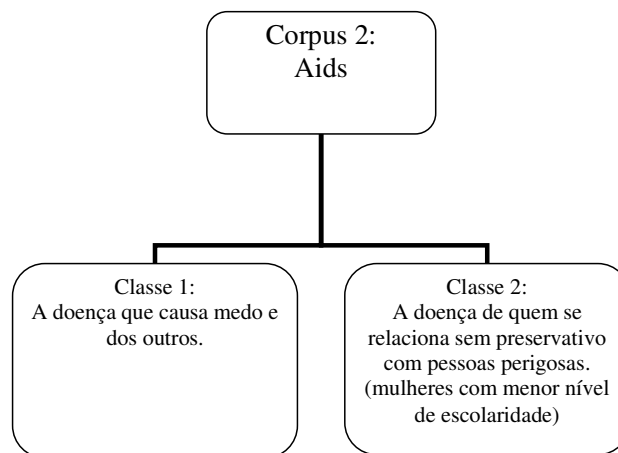 Corpus 2:
Aids
Classe 1:
A doença que causa medo e
dos outros.
Classe 2:
A doença de quem se
relaciona sem preservativo
com pessoas perigosas.
(mulheres com menor nível
de escolaridade)